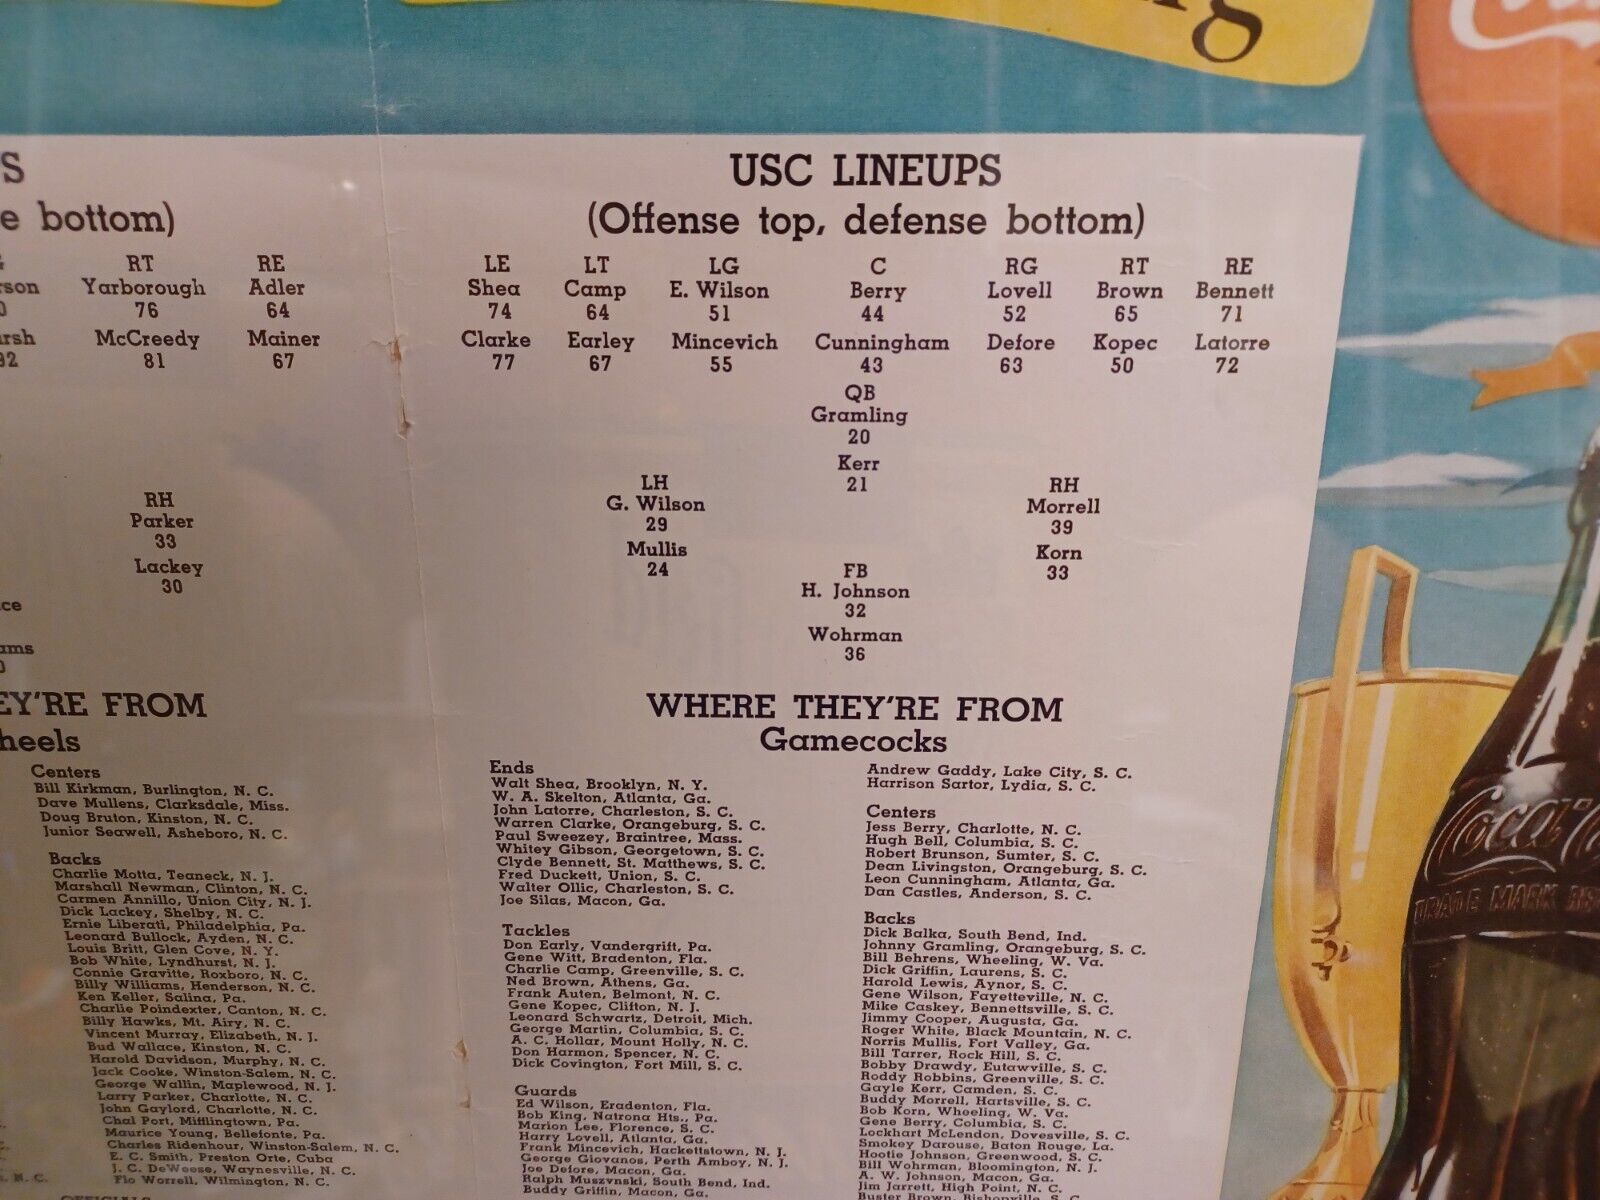 USC LINEUPS
(Offense top, defense bottom)
LE LT LG C RG RT RE
Shea Camp E. Wilson Berry Lovell Brown Bennett
74 64 51 44 52 65 71
Clarke Earley Mincevich Cunningham Defore Kopec Latorre
77 67 55 43 63 50 72
QB
Gramling
20
Kerr
21
LH RH
G. Wilson Morrell
29 39
Mullis Korn
24 33
FB
H. Johnson
32
Wohrman
36
WHERE THEY'RE FROM
Gamecocks
Ends
Walt Shea, Brooklyn, N. Y.
W. A. Skelton, Atlanta, Ga.
John Latorre, Charleston, S. C.
Warren Clarke, Orangeburg, S. C.
Paul Sweezey, Braintree, Mass.
Whitey Gibson, Georgetown, S. C.
Clyde Bennett, St. Matthews, S. C.
Fred Duckett, Union, S. C.
Walter Ollic, Charleston, S. C.
Joe Silas, Macon, Ga.
Tackles
Don Early, Vandergrift, Pa.
Gene Witt, Bradenton, Fla.
Charlie Camp, Greenville, S. C.
Ned Brown, Athens, Ga.
Frank Auten, Belmont, N. C.
Gene Kopec, Clifton, N. J.
Leonard Schwartz, Detroit, Mich.
George Martin, Columbia, S. C.
A. C. Hollar, Mount Holly, N. C.
Don Harmon, Spencer, N. C.
Dick Covington, Fort Mill, S. C.
Guards
Ed Wilson, Eradenton, Fla.
Bob King, Natrona Hts., Pa.
Marion Lee, Florence, S. C.
Harry Lovell, Atlanta, Ga.
Frank Mincevich, Hackettstown, N. J.
George Giovanos, Perth Amboy, N. J.
Joe Defore, Macon, Ga.
Ralph Muszynski, South Bend, Ind.
Buddy Griffin, Macon, Ga.
Andrew Gaddy, Lake City, S. C.
Harrison Sartor, Lydia, S. C.
Centers
Jess Berry, Charlotte, N. C.
Hugh Bell, Columbia, S. C.
Robert Brunson, Sumter, S. C.
Dean Livingston, Orangeburg, S. C.
Leon Cunningham, Atlanta, Ga.
Dan Castles, Anderson, S. C.
Backs
Dick Balka, South Bend, Ind.
Johnny Gramling, Orangeburg, S. C.
Bill Behrens, Wheeling, W. Va.
Dick Griffin, Laurens, S. C.
Harold Lewis, Aynor, S. C.
Gene Wilson, Fayetteville, N. C.
Mike Caskey, Bennettsville, S. C.
Jimmy Cooper, Augusta, Ga.
Roger White, Black Mountain, N. C.
Norris Mullis, Fort Valley, Ga.
Bill Tarrer, Rock Hill, S. C.
Bobby Drawdy, Eutawville, S. C.
Roddy Robbins, Greenville, S. C.
Gayle Kerr, Camden, S. C.
Buddy Morrell, Hartsville, S. C.
Bob Korn, Wheeling, W. Va.
Gene Berry, Columbia, S. C.
Lockhart McLendon, Dovesville, S. C.
Smokey Darouse, Baton Rouge, La.
Hootie Johnson, Greenwood, S. C.
Bill Wohrman, Bloomington, N. J.
A. W. Johnson, Macon, Ga.
Jim Jarrett, High Point, N. C.
Buster Brown, Bishopville, S. C.
e bottom)
RT RE
rson Yarborough Adler
76 64
McCreedy Mainer
81 67
RH
Parker
33
Lackey
30
EY'RE FROM
heels
Centers
Bill Kirkman, Burlington, N. C.
Dave Mullens, Clarksdale, Miss.
Doug Bruton, Kinston, N. C.
Junior Seawell, Asheboro, N. C.
Backs
Charlie Motta, Teaneck, N. J.
Marshall Newman, Clinton, N. C.
Carmen Annillo, Union City, N. J.
Dick Lackey, Shelby, N. C.
Ernie Liberati, Philadelphia, Pa.
Leonard Bullock, Ayden, N. C.
Louis Britt, Glen Cove, N. Y.
Bob White, Lyndhurst, N. J.
Connie Gravitte, Roxboro, N. C.
Billy Williams, Henderson, N. C.
Ken Keller, Salina, Pa.
Charlie Poindexter, Canton, N. C.
Billy Hawks, Mt. Airy, N. C.
Vincent Murray, Elizabeth, N. J.
Bud Wallace, Kinston, N. C.
Harold Davidson, Murphy, N. C.
Jack Cooke, Winston-Salem, N. C.
George Wallin, Maplewood, N. J.
Larry Parker, Charlotte, N. C.
John Gaylord, Charlotte, N. C.
Chal Port, Mifflingtown, Pa.
Maurice Young, Bellefonte, Pa.
Charles Ridenhour, Winston-Salem, N. C.
E. C. Smith, Preston Orte, Cuba
J. C. DeWeese, Waynesville, N. C.
Flo Worrell, Wilmington, N. C.
OFFICIALS
Coca-Co
TRADE MARK RE